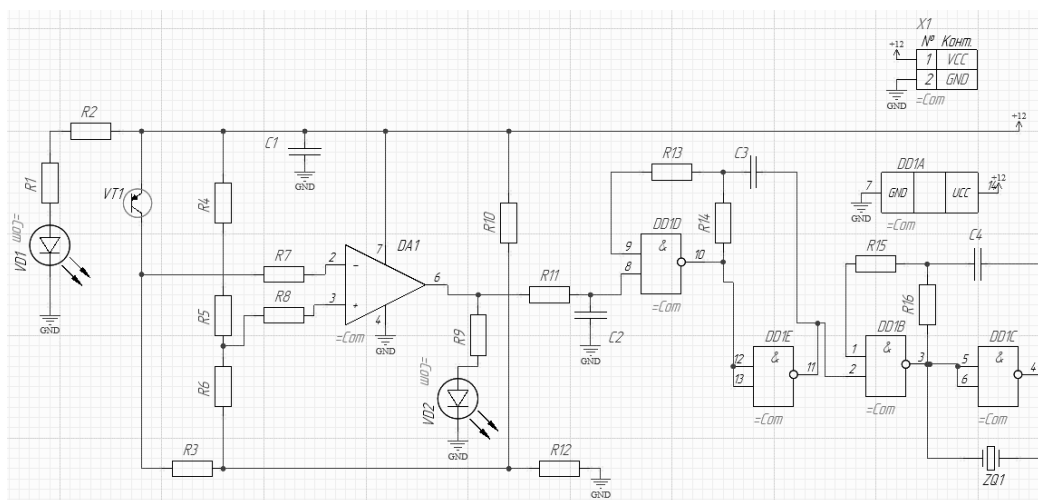 X1
+12
№ Конт.
1 VCC
2 GND
GND
=Com
R2
+12
C1
GND
R1
VT1
R4
R10
R13
C3
DD1A
7 GND UCC 14
+12
GND
=Com
R14
=Com
VD1
GND
R7
R8
DA1
2 −
3 +
7
6
4
GND
=Com
R5
R6
R11
C2
GND
R9
=Com
VD2
GND
DD1D
9
8
&
10
=Com
DD1E
12
13
&
11
=Com
R15
C4
R16
DD1B
1
2
&
3
=Com
DD1C
5
6
&
4
=Com
R3
R12
GND
ZQ1